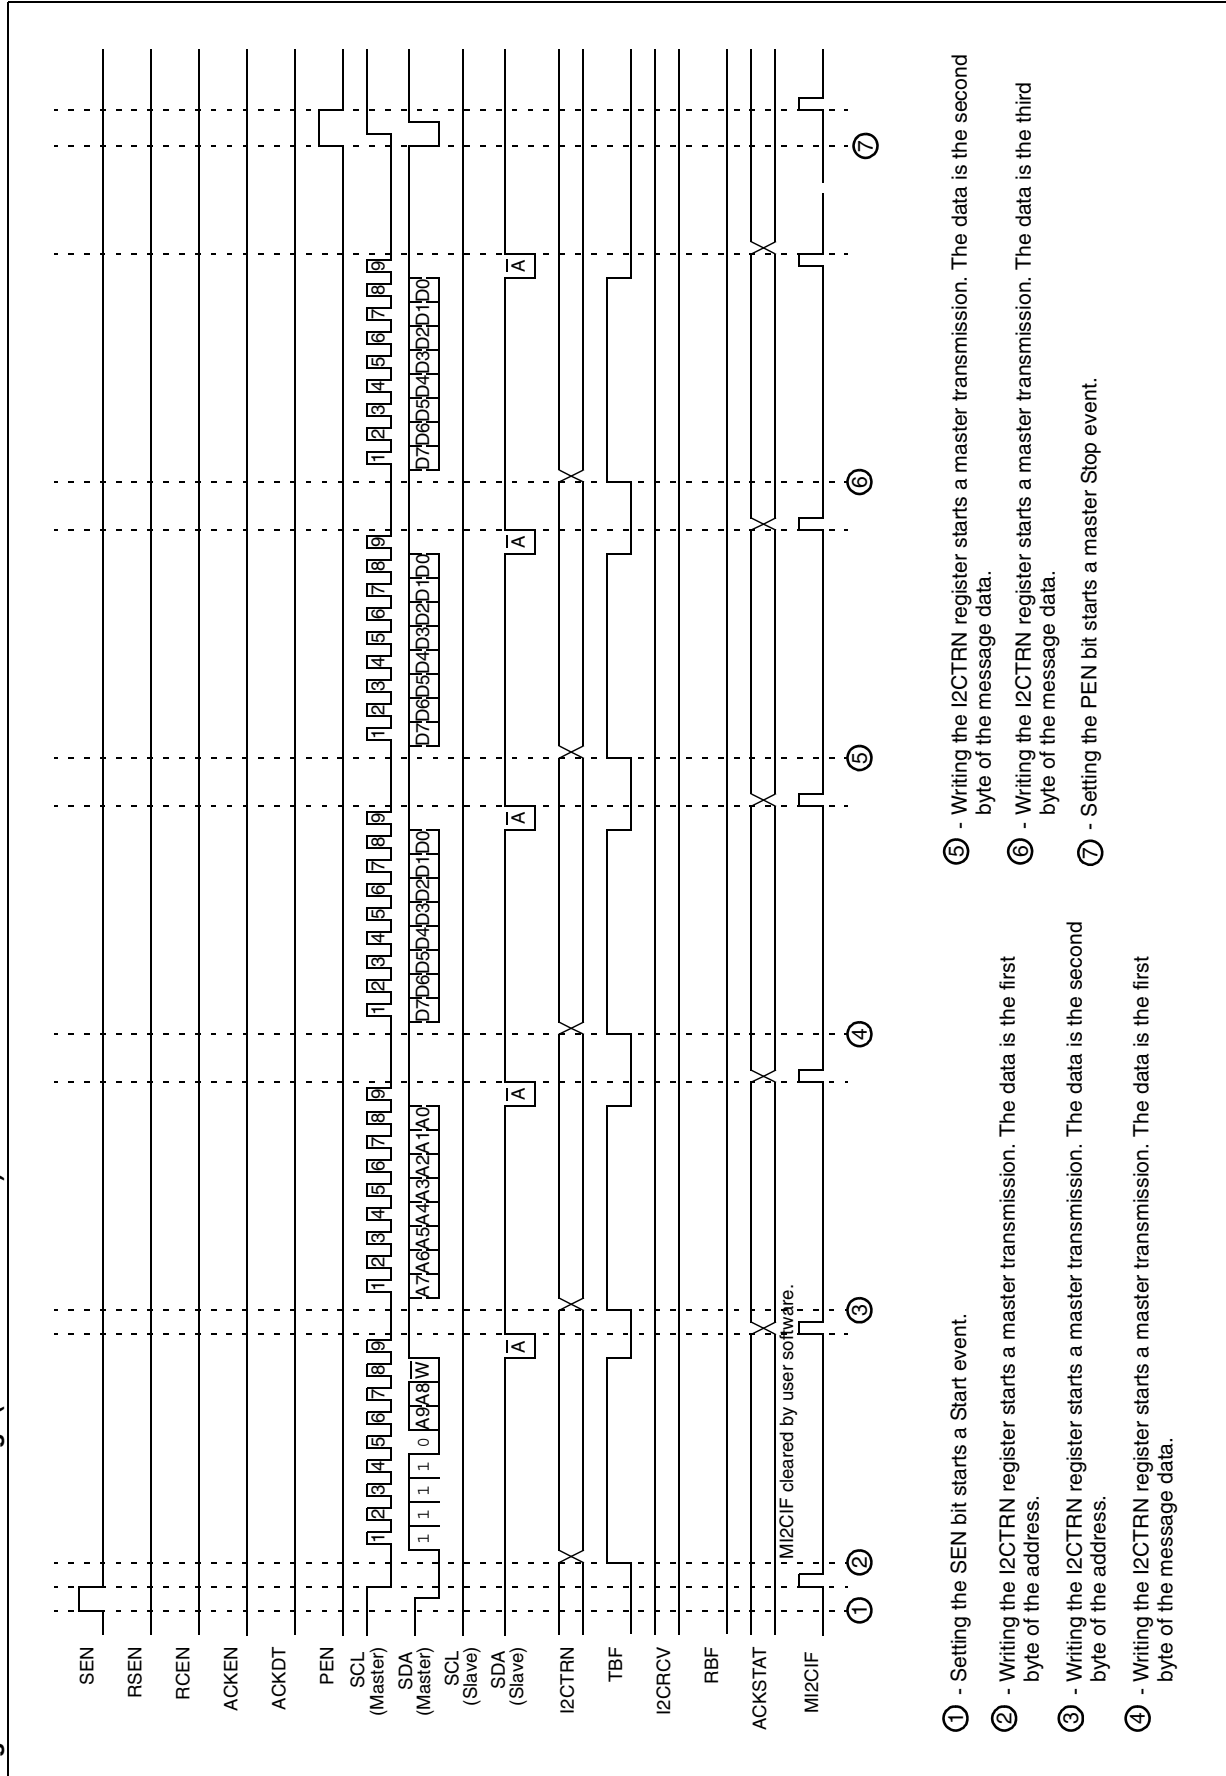 SEN
RSEN
RCEN
ACKEN
ACKDT
PEN
SCL
(Master)
1 2 3 4 5 6 7 8 9 1 2 3 4 5 6 7 8 9 1 2 3 4 5 6 7 8 9 1 2 3 4 5 6 7 8 9 1 2 3 4 5 6 7 8 9
SDA
(Master)
1 1 1 1 0 A9 A8 W A7 A6 A5 A4 A3 A2 A1 A0 D7 D6 D5 D4 D3 D2 D1 D0 D7 D6 D5 D4 D3 D2 D1 D0 D7 D6 D5 D4 D3 D2 D1 D0
SCL
(Slave)
SDA
(Slave)
A A A A A
I2CTRN
TBF
I2CRCV
RBF
ACKSTAT
MI2CIF cleared by user software.
MI2CIF
1 2 3 4 5 6 7
1 - Setting the SEN bit starts a Start event.
2 - Writing the I2CTRN register starts a master transmission. The data is the first
byte of the address.
3 - Writing the I2CTRN register starts a master transmission. The data is the second
byte of the address.
4 - Writing the I2CTRN register starts a master transmission. The data is the first
byte of the message data.
5 - Writing the I2CTRN register starts a master transmission. The data is the second
byte of the message data.
6 - Writing the I2CTRN register starts a master transmission. The data is the third
byte of the message data.
7 - Setting the PEN bit starts a master Stop event.